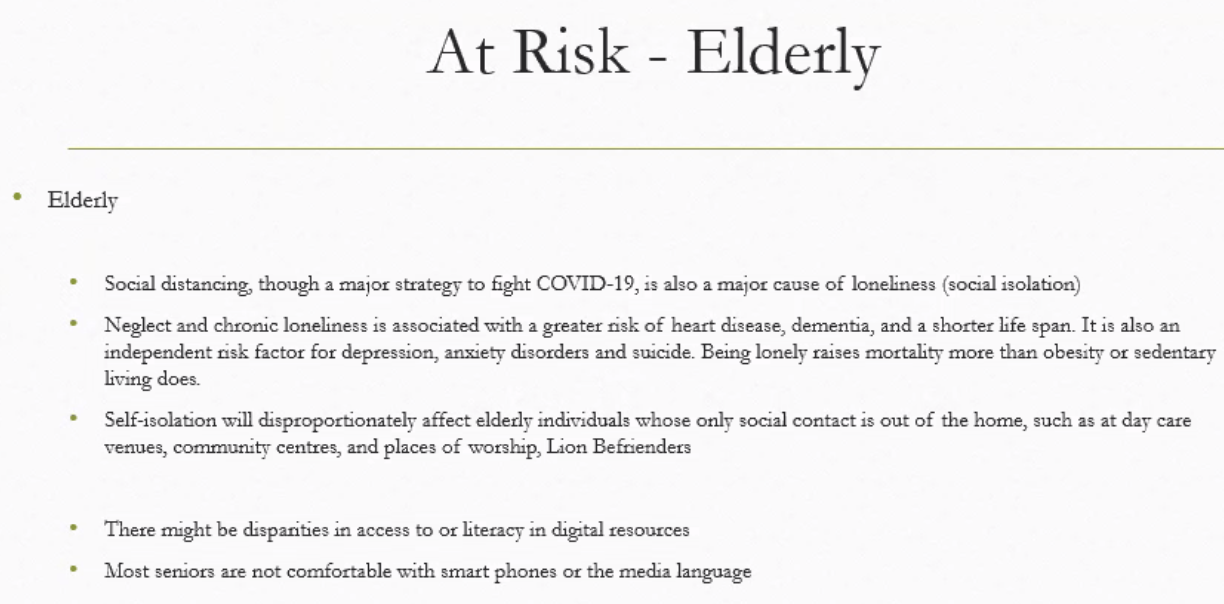 At Risk - Elderly
• Elderly
• Social distancing, though a major strategy to fight COVID-19, is also a major cause of loneliness (social isolation)
• Neglect and chronic loneliness is associated with a greater risk of heart disease, dementia, and a shorter life span. It is also an
independent risk factor for depression, anxiety disorders and suicide. Being lonely raises mortality more than obesity or sedentary
living does.
• Self-isolation will disproportionately affect elderly individuals whose only social contact is out of the home, such as at day care
venues, community centres, and places of worship, Lion Befrienders
• There might be disparities in access to or literacy in digital resources
• Most seniors are not comfortable with smart phones or the media language